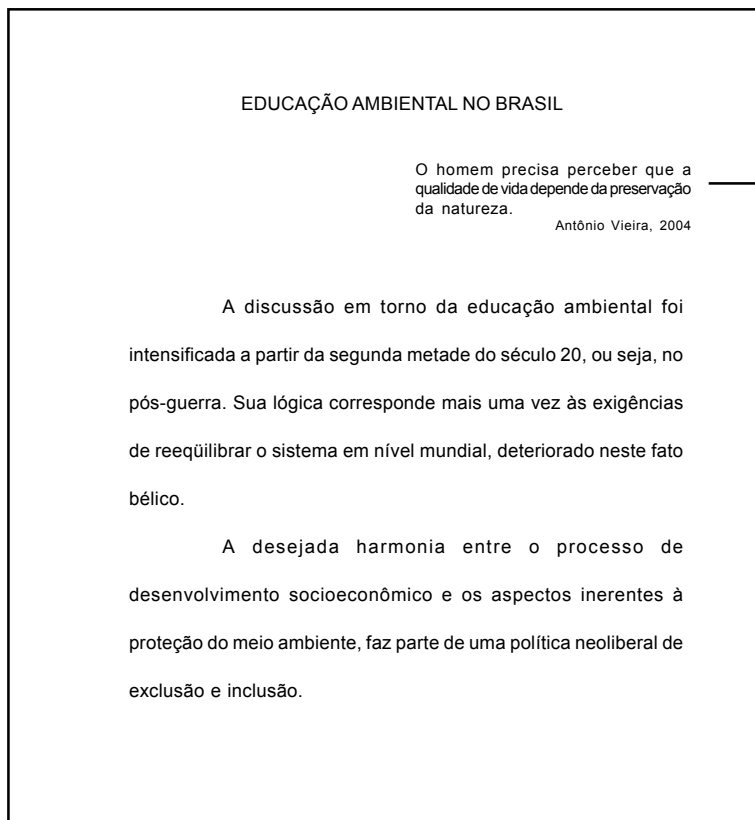 EDUCAÇÃO AMBIENTAL NO BRASIL
O homem precisa perceber que a
qualidade de vida depende da preservação
da natureza.
Antônio Vieira, 2004
A discussão em torno da educação ambiental foi
intensificada a partir da segunda metade do século 20, ou seja, no
pós-guerra. Sua lógica corresponde mais uma vez às exigências
de reeqüilibrar o sistema em nível mundial, deteriorado neste fato
bélico.
A desejada harmonia entre o processo de
desenvolvimento socioeconômico e os aspectos inerentes à
proteção do meio ambiente, faz parte de uma política neoliberal de
exclusão e inclusão.